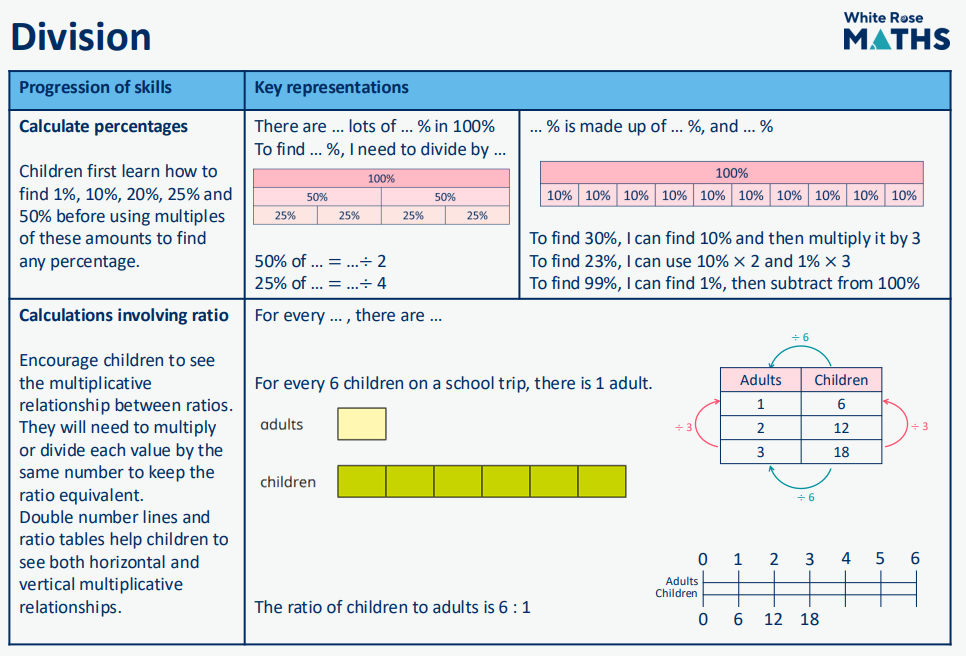 Division
White Rose
MATHS
Progression of skills
Key representations
Calculate percentages
Children first learn how to
find 1%, 10%, 20%, 25% and
50% before using multiples
of these amounts to find
any percentage.
There are ... lots of ... % in 100%
To find ... %, I need to divide by ...
100%
50% 50%
25% 25% 25% 25%
50% of ... = ...÷ 2
25% of ... = ...÷ 4
... % is made up of ... %, and ... %
100%
10% 10% 10% 10% 10% 10% 10% 10% 10% 10%
To find 30%, I can find 10% and then multiply it by 3
To find 23%, I can use 10% × 2 and 1% × 3
To find 99%, I can find 1%, then subtract from 100%
Calculations involving ratio
Encourage children to see
the multiplicative
relationship between ratios.
They will need to multiply
or divide each value by the
same number to keep the
ratio equivalent.
Double number lines and
ratio tables help children to
see both horizontal and
vertical multiplicative
relationships.
For every ... , there are ...
For every 6 children on a school trip, there is 1 adult.
adults
children
The ratio of children to adults is 6 : 1
÷ 6
Adults Children
1 6
2 12
3 18
÷ 3
÷ 3
÷ 6
0 1 2 3 4 5 6
Adults
Children
0 6 12 18